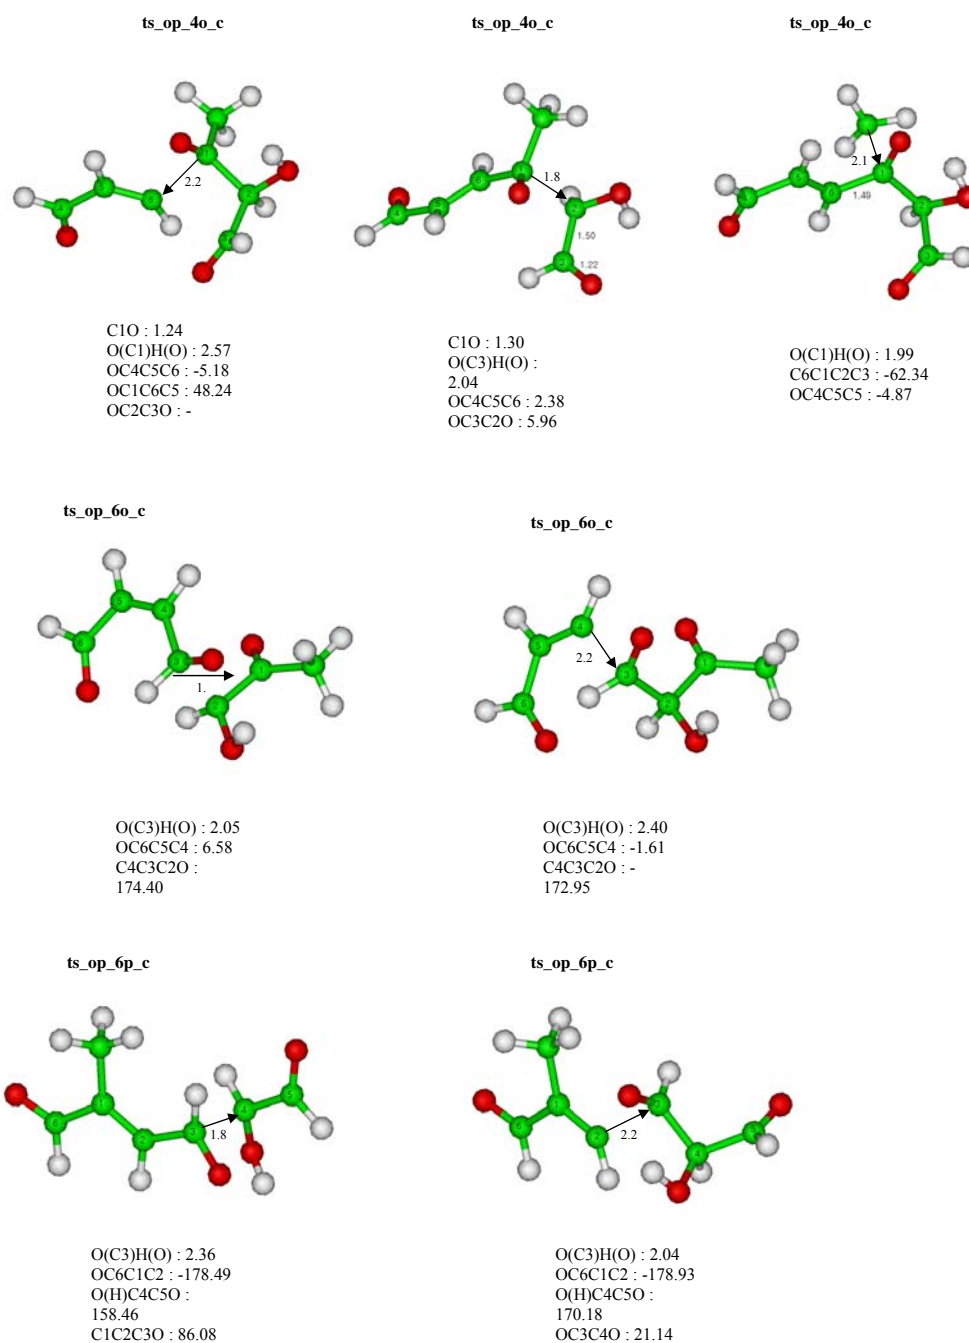 ts_op_4o_c
ts_op_4o_c
ts_op_4o_c
2.2
1.8
1.50
1.22
2.1
1.49
C1O : 1.24
O(C1)H(O) : 2.57
OC4C5C6 : -5.18
OC1C6C5 : 48.24
OC2C3O : -
C1O : 1.30
O(C3)H(O) :
2.04
OC4C5C6 : 2.38
OC3C2O : 5.96
O(C1)H(O) : 1.99
C6C1C2C3 : -62.34
OC4C5C5 : -4.87
ts_op_6o_c
ts_op_6o_c
1.
2.2
O(C3)H(O) : 2.05
OC6C5C4 : 6.58
C4C3C2O :
174.40
O(C3)H(O) : 2.40
OC6C5C4 : -1.61
C4C3C2O : -
172.95
ts_op_6p_c
ts_op_6p_c
1.8
2.2
O(C3)H(O) : 2.36
OC6C1C2 : -178.49
O(H)C4C5O :
158.46
C1C2C3O : 86.08
O(C3)H(O) : 2.04
OC6C1C2 : -178.93
O(H)C4C5O :
170.18
OC3C4O : 21.14